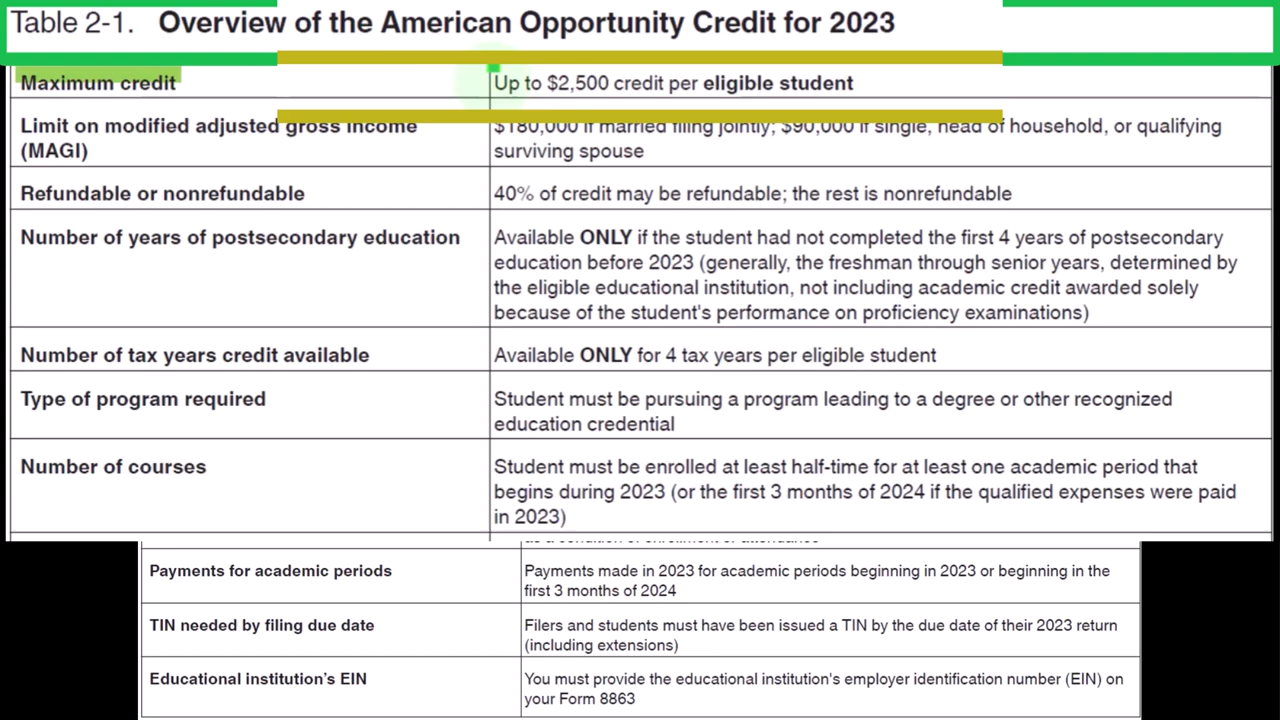 Table 2-1. Overview of the American Opportunity Credit for 2023
Maximum credit
Up to $2,500 credit per eligible student
Limit on modified adjusted gross income
(MAGI)
$180,000 if married filing jointly; $90,000 if single, head of household, or qualifying
surviving spouse
Refundable or nonrefundable
40% of credit may be refundable; the rest is nonrefundable
Number of years of postsecondary education
Available ONLY if the student had not completed the first 4 years of postsecondary
education before 2023 (generally, the freshman through senior years, determined by
the eligible educational institution, not including academic credit awarded solely
because of the student's performance on proficiency examinations)
Number of tax years credit available
Available ONLY for 4 tax years per eligible student
Type of program required
Student must be pursuing a program leading to a degree or other recognized
education credential
Number of courses
Student must be enrolled at least half-time for at least one academic period that
begins during 2023 (or the first 3 months of 2024 if the qualified expenses were paid
in 2023)
Payments for academic periods
Payments made in 2023 for academic periods beginning in 2023 or beginning in the
first 3 months of 2024
TIN needed by filing due date
Filers and students must have been issued a TIN by the due date of their 2023 return
(including extensions)
Educational institution’s EIN
You must provide the educational institution's employer identification number (EIN) on
your Form 8863